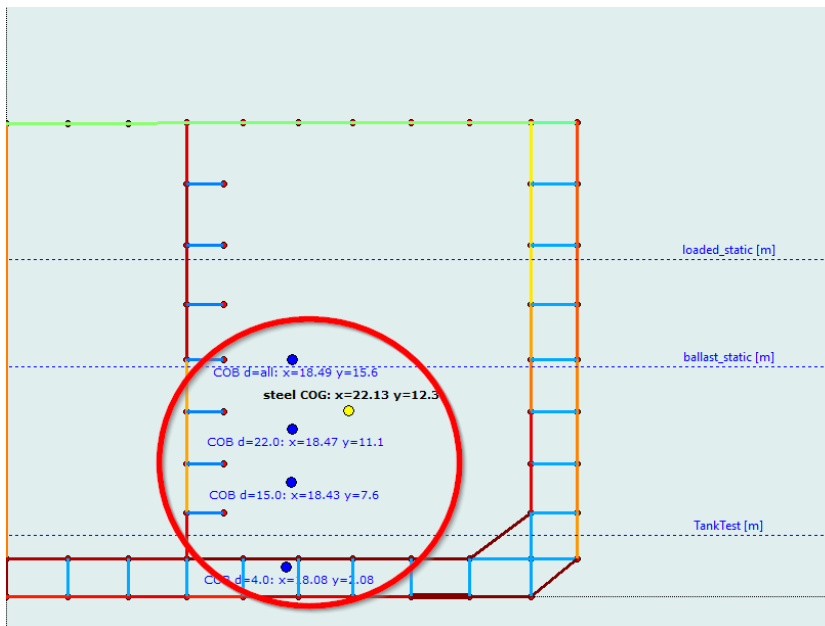 loaded_static [m]
ballast_static [m]
COB d=all: x=18.49 y=15.6
steel COG: x=22.13 y=12.3
COB d=22.0: x=18.47 y=11.1
COB d=15.0: x=18.43 y=7.6
TankTest [m]
COB d=4.0: x=18.08 y=2.08